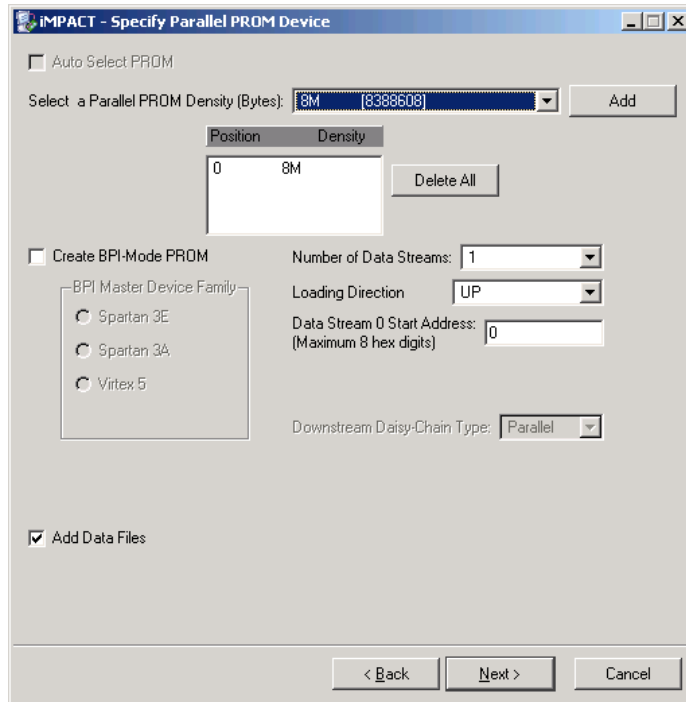 iMPACT - Specify Parallel PROM Device
Auto Select PROM
Select a Parallel PROM Density (Bytes): 8M [8388608] Add
Position Density
0 8M
Delete All
Create BPI-Mode PROM
Number of Data Streams: 1
BPI Master Device Family
Loading Direction UP
Spartan 3E
Data Stream 0 Start Address: 0
(Maximum 8 hex digits)
Spartan 3A
Virtex 5
Downstream Daisy-Chain Type: Parallel
Add Data Files
< Back Next > Cancel